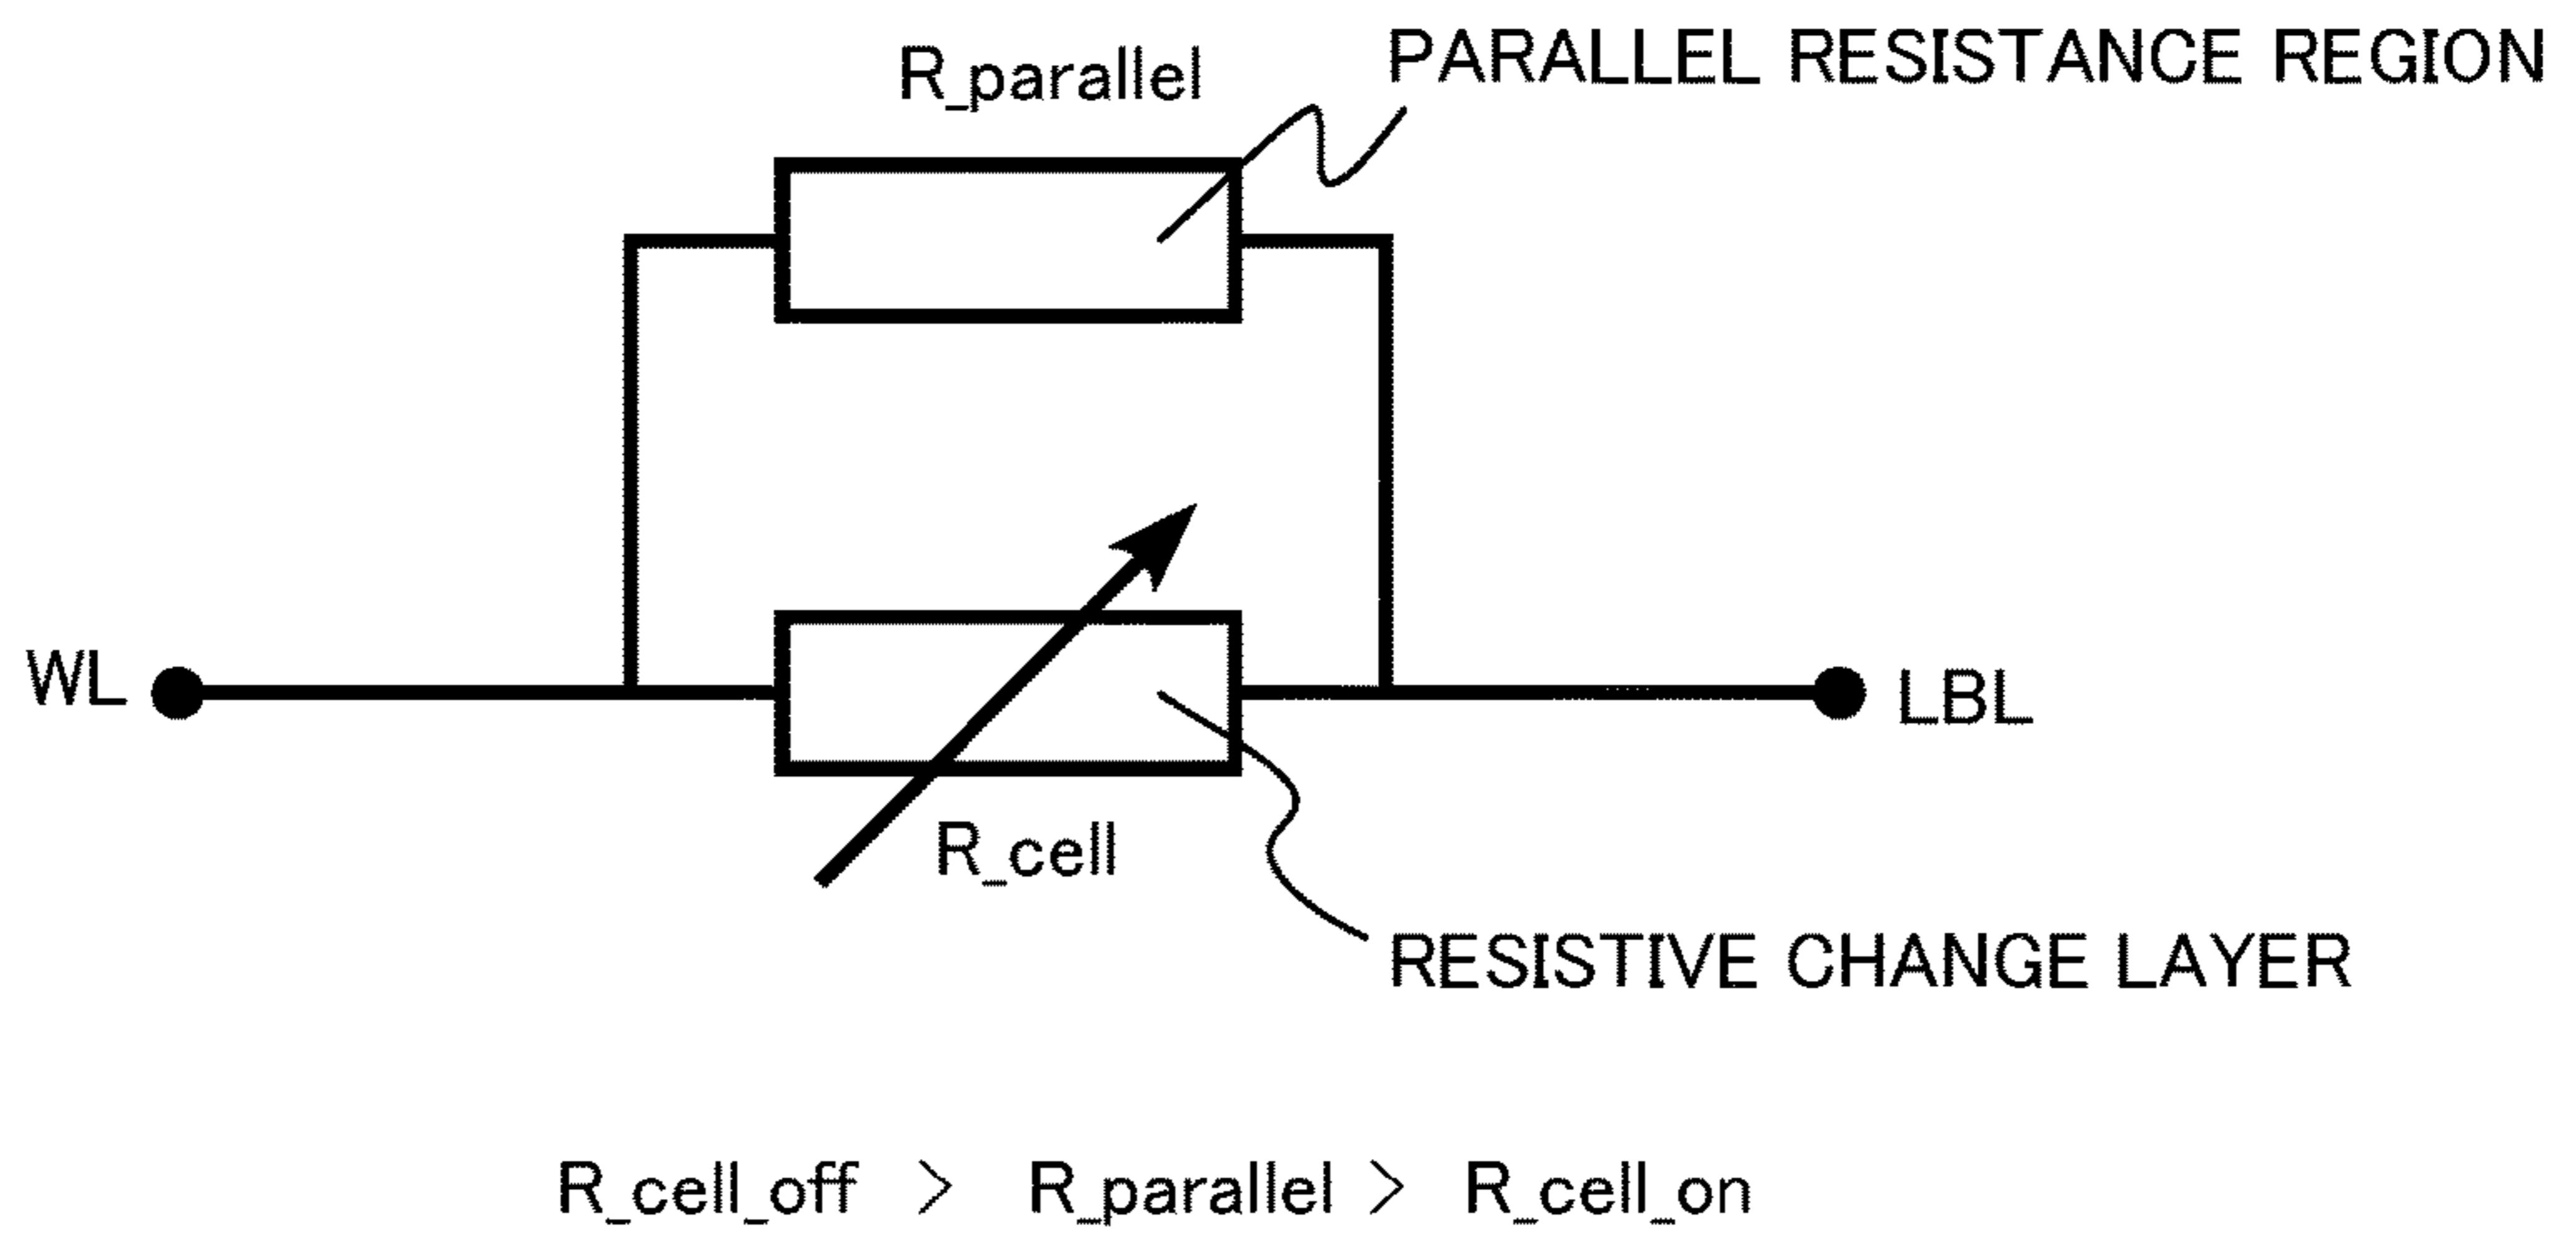 R_parallel
PARALLEL RESISTANCE REGION
WL
LBL
R_cell
RESISTIVE CHANGE LAYER
R_cell_off > R_parallel > R_cell_on